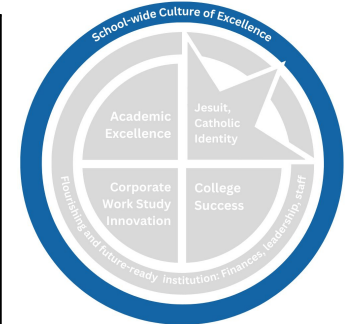 School-wide Culture of Excellence
Academic
Excellence
Jesuit,
Catholic
Identity
Corporate
Work Study
Innovation
College
Success
Flourishing and future-ready institution: Finances, leadership, staff